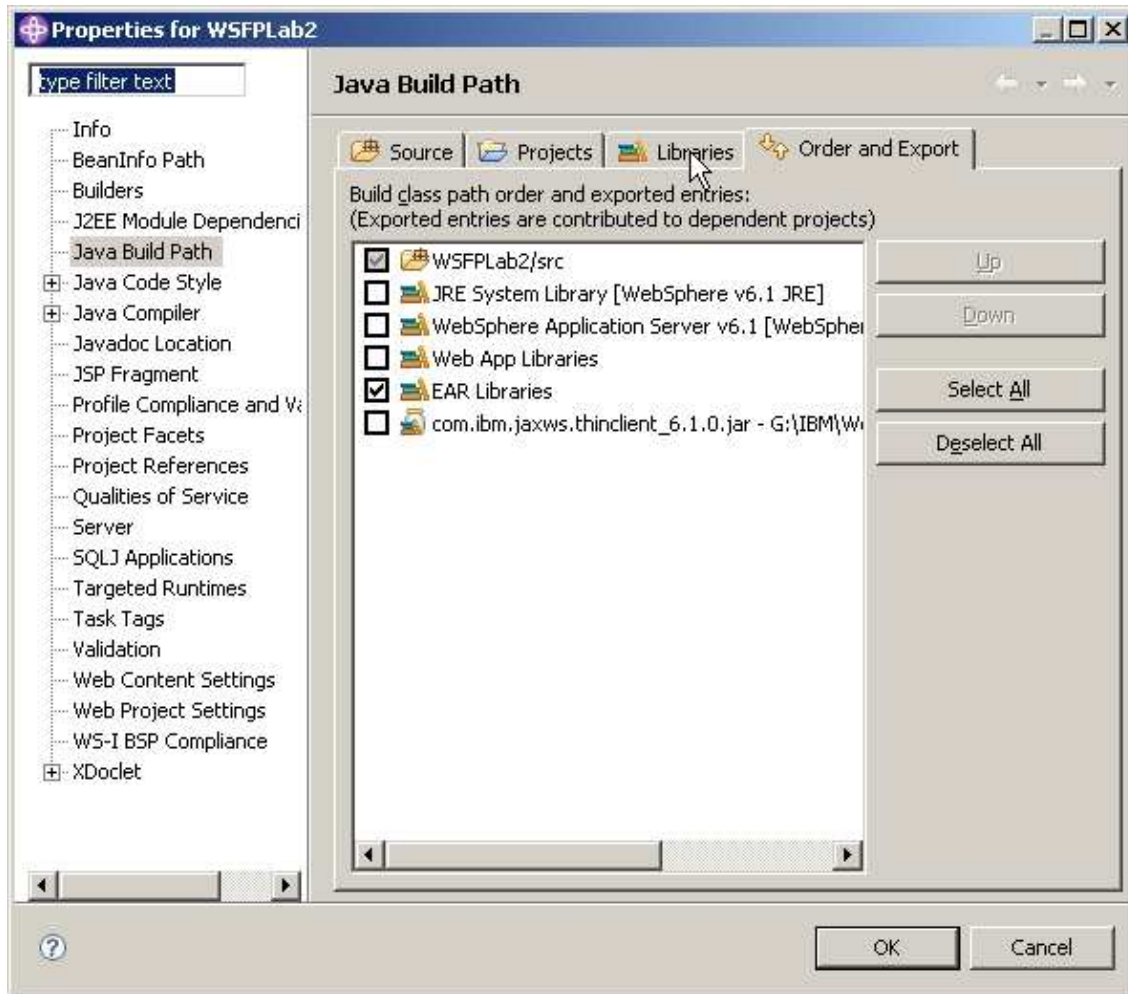 Properties for WSFPLab2
type filter text
Info
BeanInfo Path
Builders
J2EE Module Dependenci
Java Build Path
Java Code Style
Java Compiler
Javadoc Location
JSP Fragment
Profile Compliance and Va
Project Facets
Project References
Qualities of Service
Server
SQLJ Applications
Targeted Runtimes
Task Tags
Validation
Web Content Settings
Web Project Settings
WS-I BSP Compliance
XDoclet
Java Build Path
Source Projects Libraries Order and Export
Build class path order and exported entries:
(Exported entries are contributed to dependent projects)
WSFPLab2/src
JRE System Library [WebSphere v6.1 JRE]
WebSphere Application Server v6.1 [WebSpher
Web App Libraries
EAR Libraries
com.ibm.jaxws.thinclient_6.1.0.jar - G:\IBM\W
Up
Down
Select All
Deselect All
OK Cancel